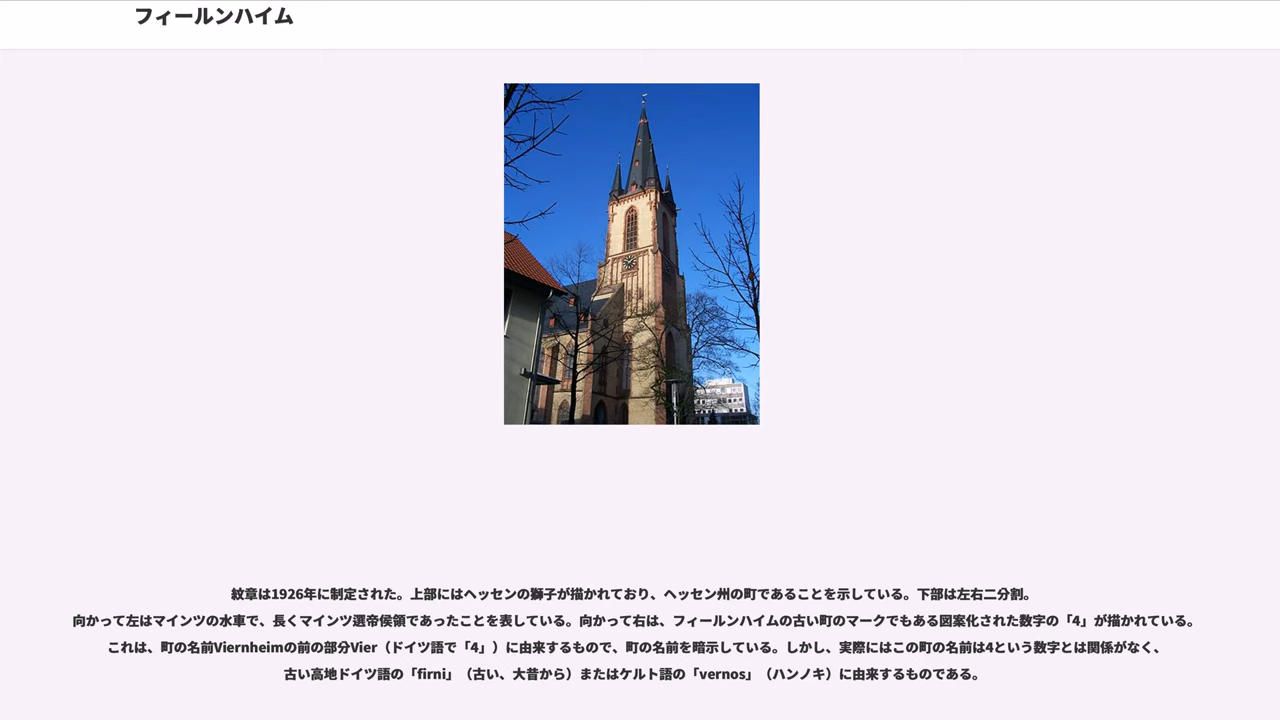 フィールンハイム
紋章は1926年に制定された。上部にはヘッセンの獅子が描かれており、ヘッセン州の町であることを示している。下部は左右二分割。
向かって左はマインツの水車で、長くマインツ選帝侯領であったことを表している。向かって右は、フィールンハイムの古い町のマークでもある図案化された数字の「4」が描かれている。
これは、町の名前Viernheimの前の部分Vier（ドイツ語で「4」）に由来するもので、町の名前を暗示している。しかし、実際にはこの町の名前は4という数字とは関係がなく、
古い高地ドイツ語の「firni」（古い、大昔から）またはケルト語の「vernos」（ハンノキ）に由来するものである。